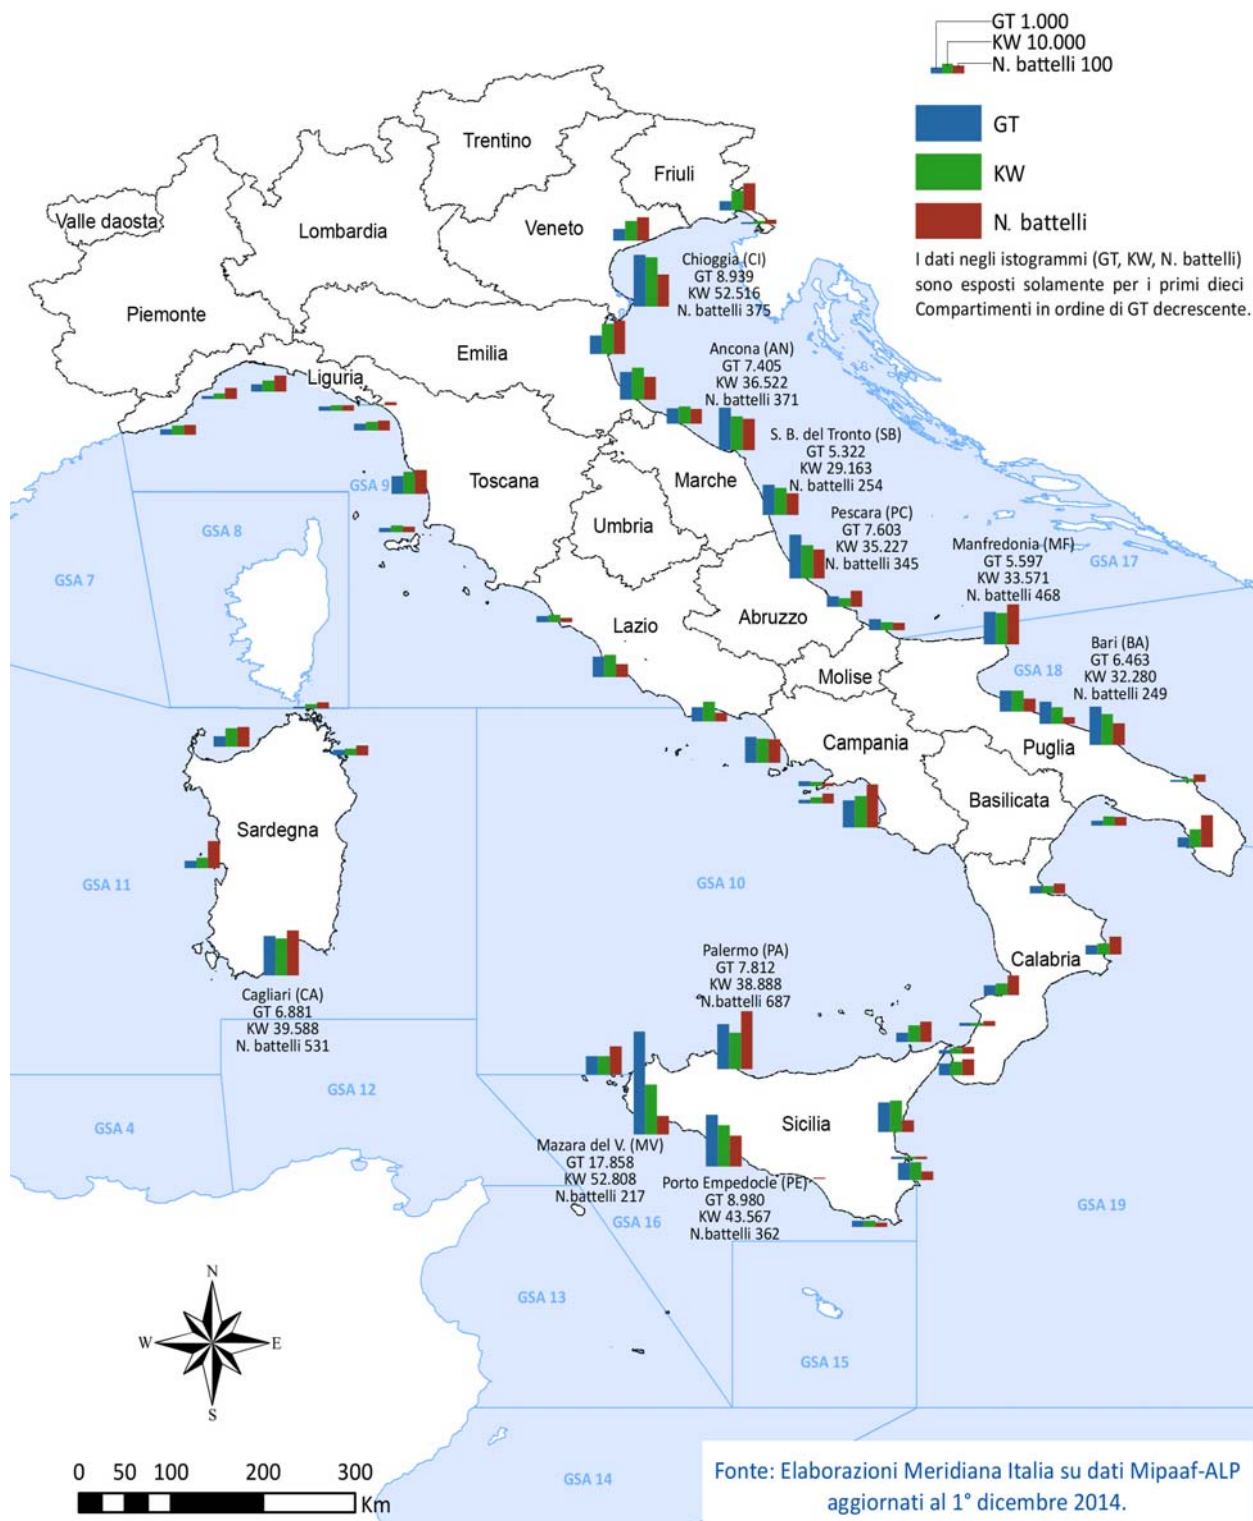 GT 1.000
KW 10.000
N. battelli 100
GT
KW
N. battelli
I dati negli istogrammi (GT, KW, N. battelli)
sono esposti solamente per i primi dieci
Compartimenti in ordine di GT decrescente.
Trentino
Friuli
Valle daosta
Lombardia
Veneto
Piemonte
Chioggia (CI)
GT 8.939
KW 52.516
N. battelli 375
Emilia
Liguria
Ancona (AN)
GT 7.405
KW 36.522
N. battelli 371
S. B. del Tronto (SB)
GT 5.322
KW 29.163
N. battelli 254
Toscana
Marche
GSA 9
GSA 8
Umbria
Pescara (PC)
GT 7.603
KW 35.227
N. battelli 345
Manfredonia (MF)
GT 5.597
KW 33.571
N. battelli 468
GSA 17
GSA 7
Lazio
Abruzzo
Molise
GSA 18
Bari (BA)
GT 6.463
KW 32.280
N. battelli 249
Campania
Puglia
Basilicata
Sardegna
GSA 11
GSA 10
Calabria
Palermo (PA)
GT 7.812
KW 38.888
N.battelli 687
Cagliari (CA)
GT 6.881
KW 39.588
N. battelli 531
GSA 12
GSA 4
Sicilia
Mazara del V. (MV)
GT 17.858
KW 52.808
N.battelli 217
Porto Empedocle (PE)
GT 8.980
KW 43.567
N.battelli 362
GSA 16
GSA 19
GSA 13
GSA 15
GSA 14
N
W
E
S
0 50 100 200 300
Km
Fonte: Elaborazioni Meridiana Italia su dati Mipaaf-ALP
aggiornati al 1° dicembre 2014.